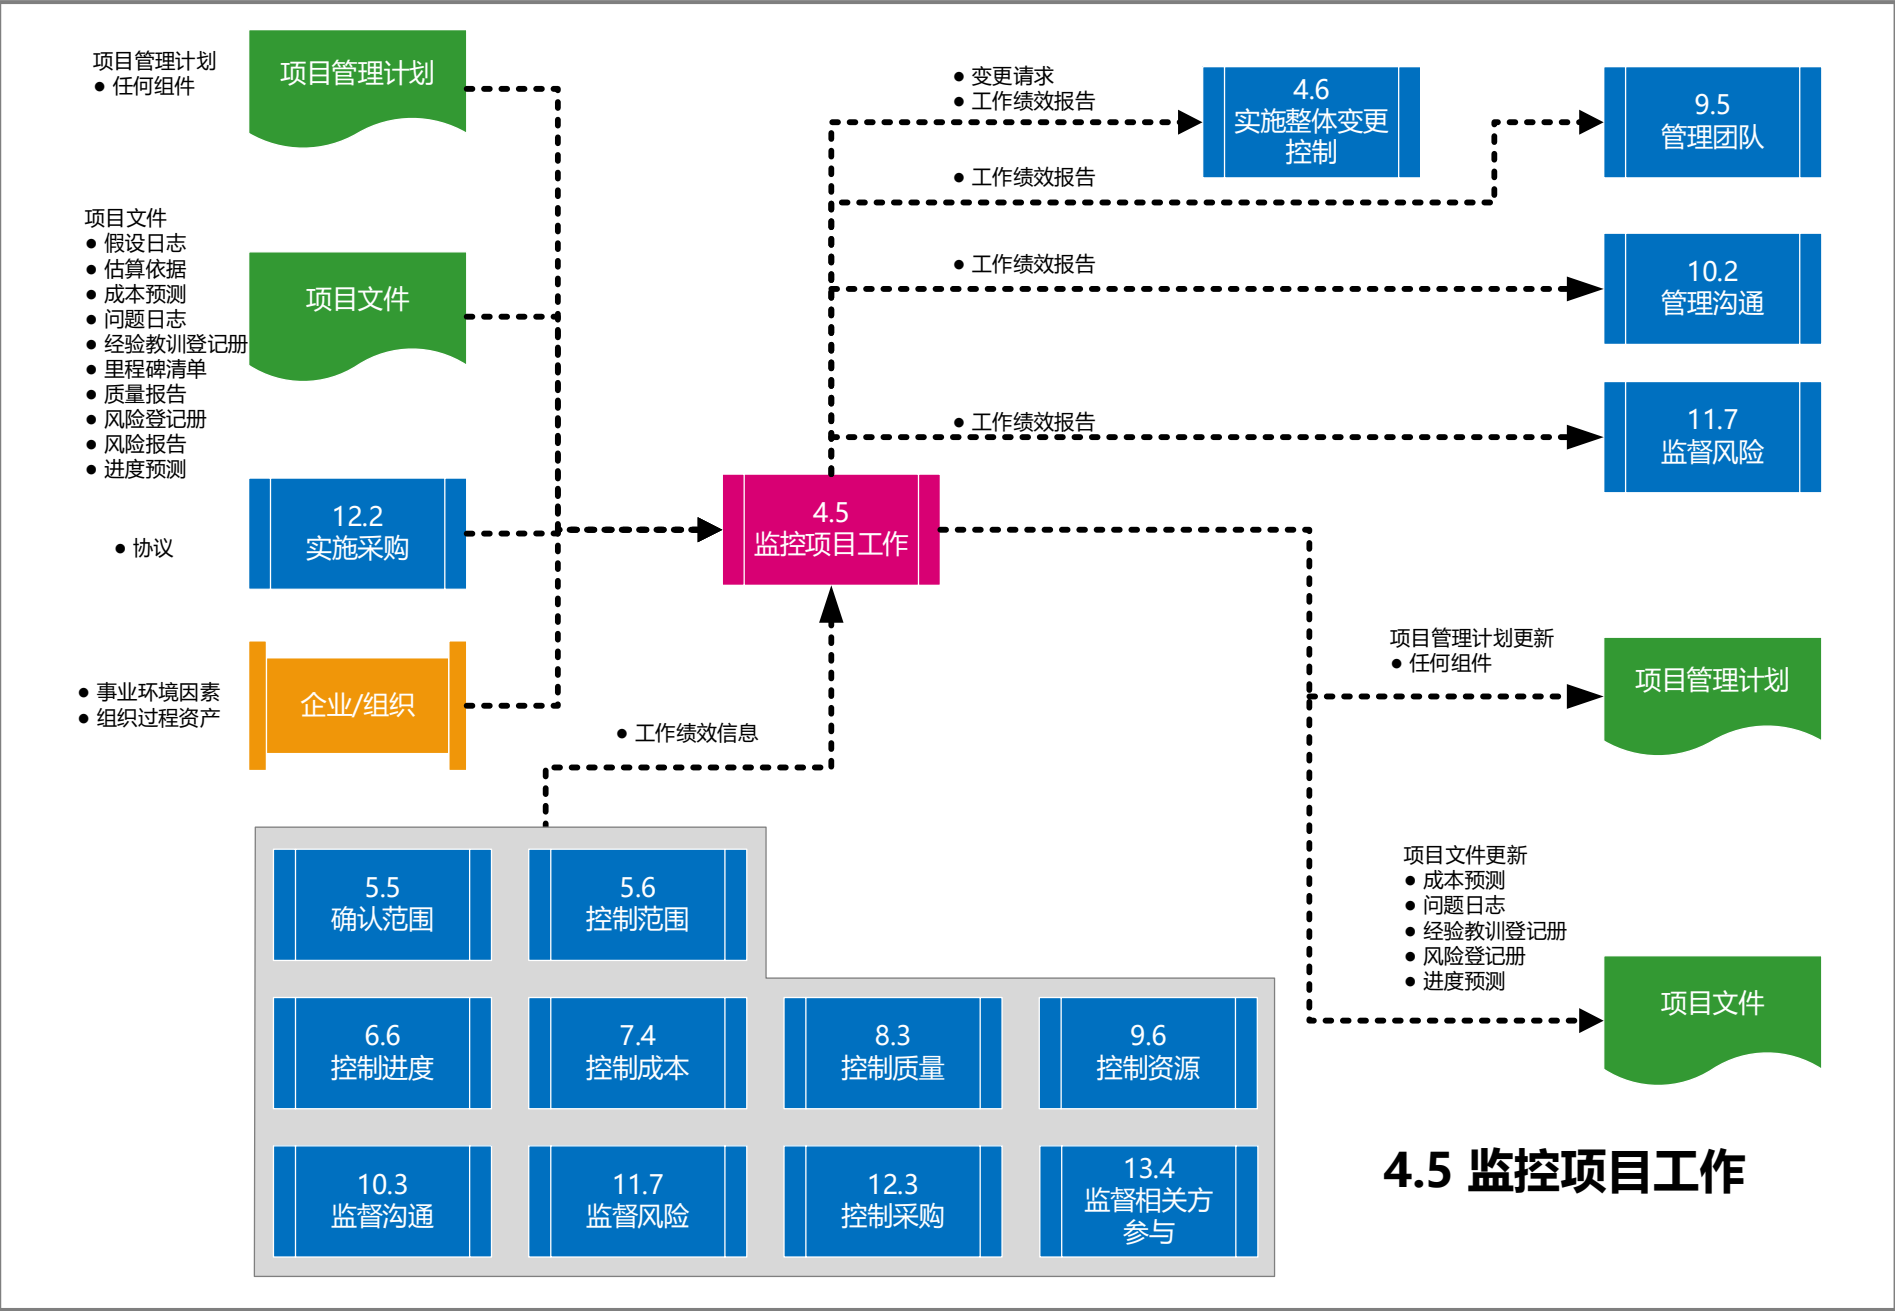 项目管理计划
● 任何组件
项目管理计划
项目文件
● 假设日志
● 估算依据
● 成本预测
● 问题日志
● 经验教训登记册
● 里程碑清单
● 质量报告
● 风险登记册
● 风险报告
● 进度预测
项目文件
● 协议
12.2
实施采购
● 事业环境因素
● 组织过程资产
企业/组织
● 工作绩效信息
4.5
监控项目工作
● 变更请求
● 工作绩效报告
4.6
实施整体变更
控制
● 工作绩效报告
9.5
管理团队
● 工作绩效报告
10.2
管理沟通
● 工作绩效报告
11.7
监督风险
项目管理计划更新
● 任何组件
项目管理计划
项目文件更新
● 成本预测
● 问题日志
● 经验教训登记册
● 风险登记册
● 进度预测
项目文件
5.5
确认范围
5.6
控制范围
6.6
控制进度
7.4
控制成本
8.3
控制质量
9.6
控制资源
10.3
监督沟通
11.7
监督风险
12.3
控制采购
13.4
监督相关方
参与
4.5 监控项目工作